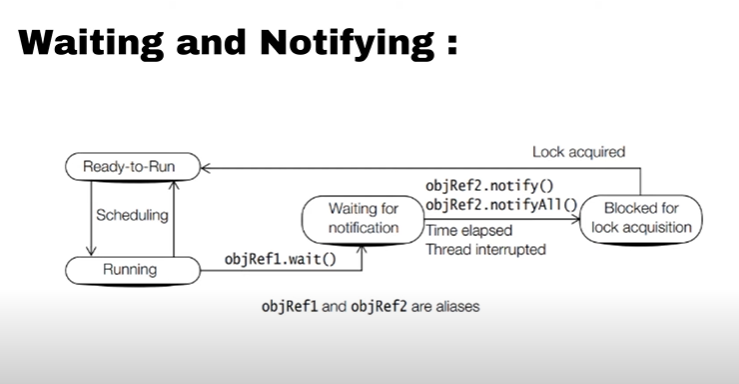 Waiting and Notifying :
Lock acquired
Ready-to-Run
objRef2.notify()
objRef2.notifyAll()
Scheduling
Waiting for
notification
Blocked for
lock acquisition
Time elapsed
Thread interrupted
Running
objRef1.wait()
objRef1 and objRef2 are aliases